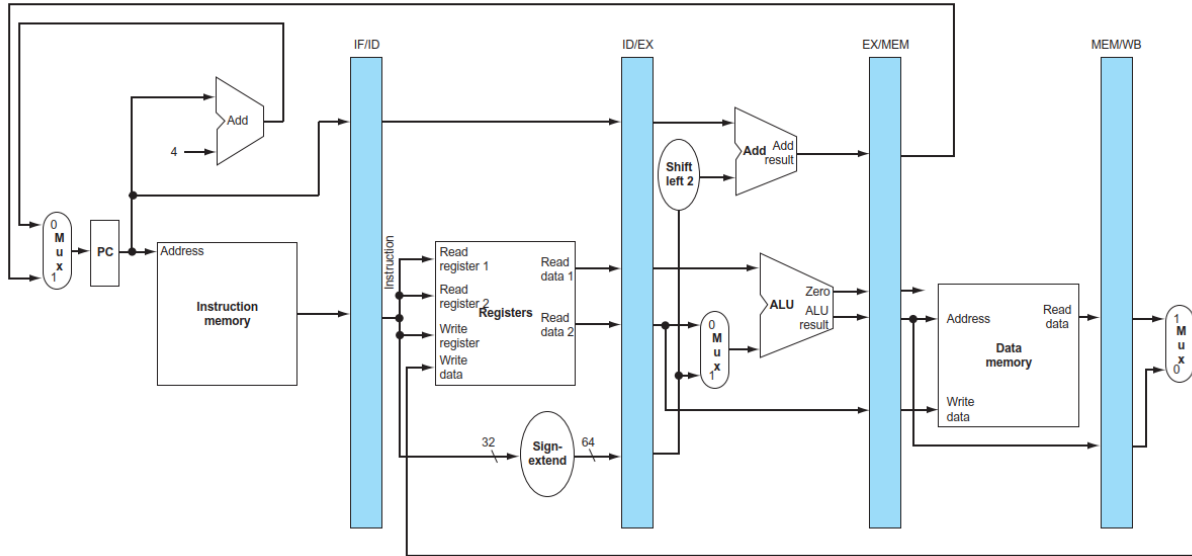 IF/ID
ID/EX
EX/MEM
MEM/WB
Add
4
Add
Add
result
Shift
left 2
0
M
u
x
1
PC
Address
Instruction
memory
Instruction
Read
register 1
Read
register 2
Write
register
Write
data
Registers
Read
data 1
Read
data 2
0
M
u
x
1
Zero
ALU
ALU
result
Address
Read
data
Data
memory
Write
data
1
M
u
x
0
32
Sign-
extend
64